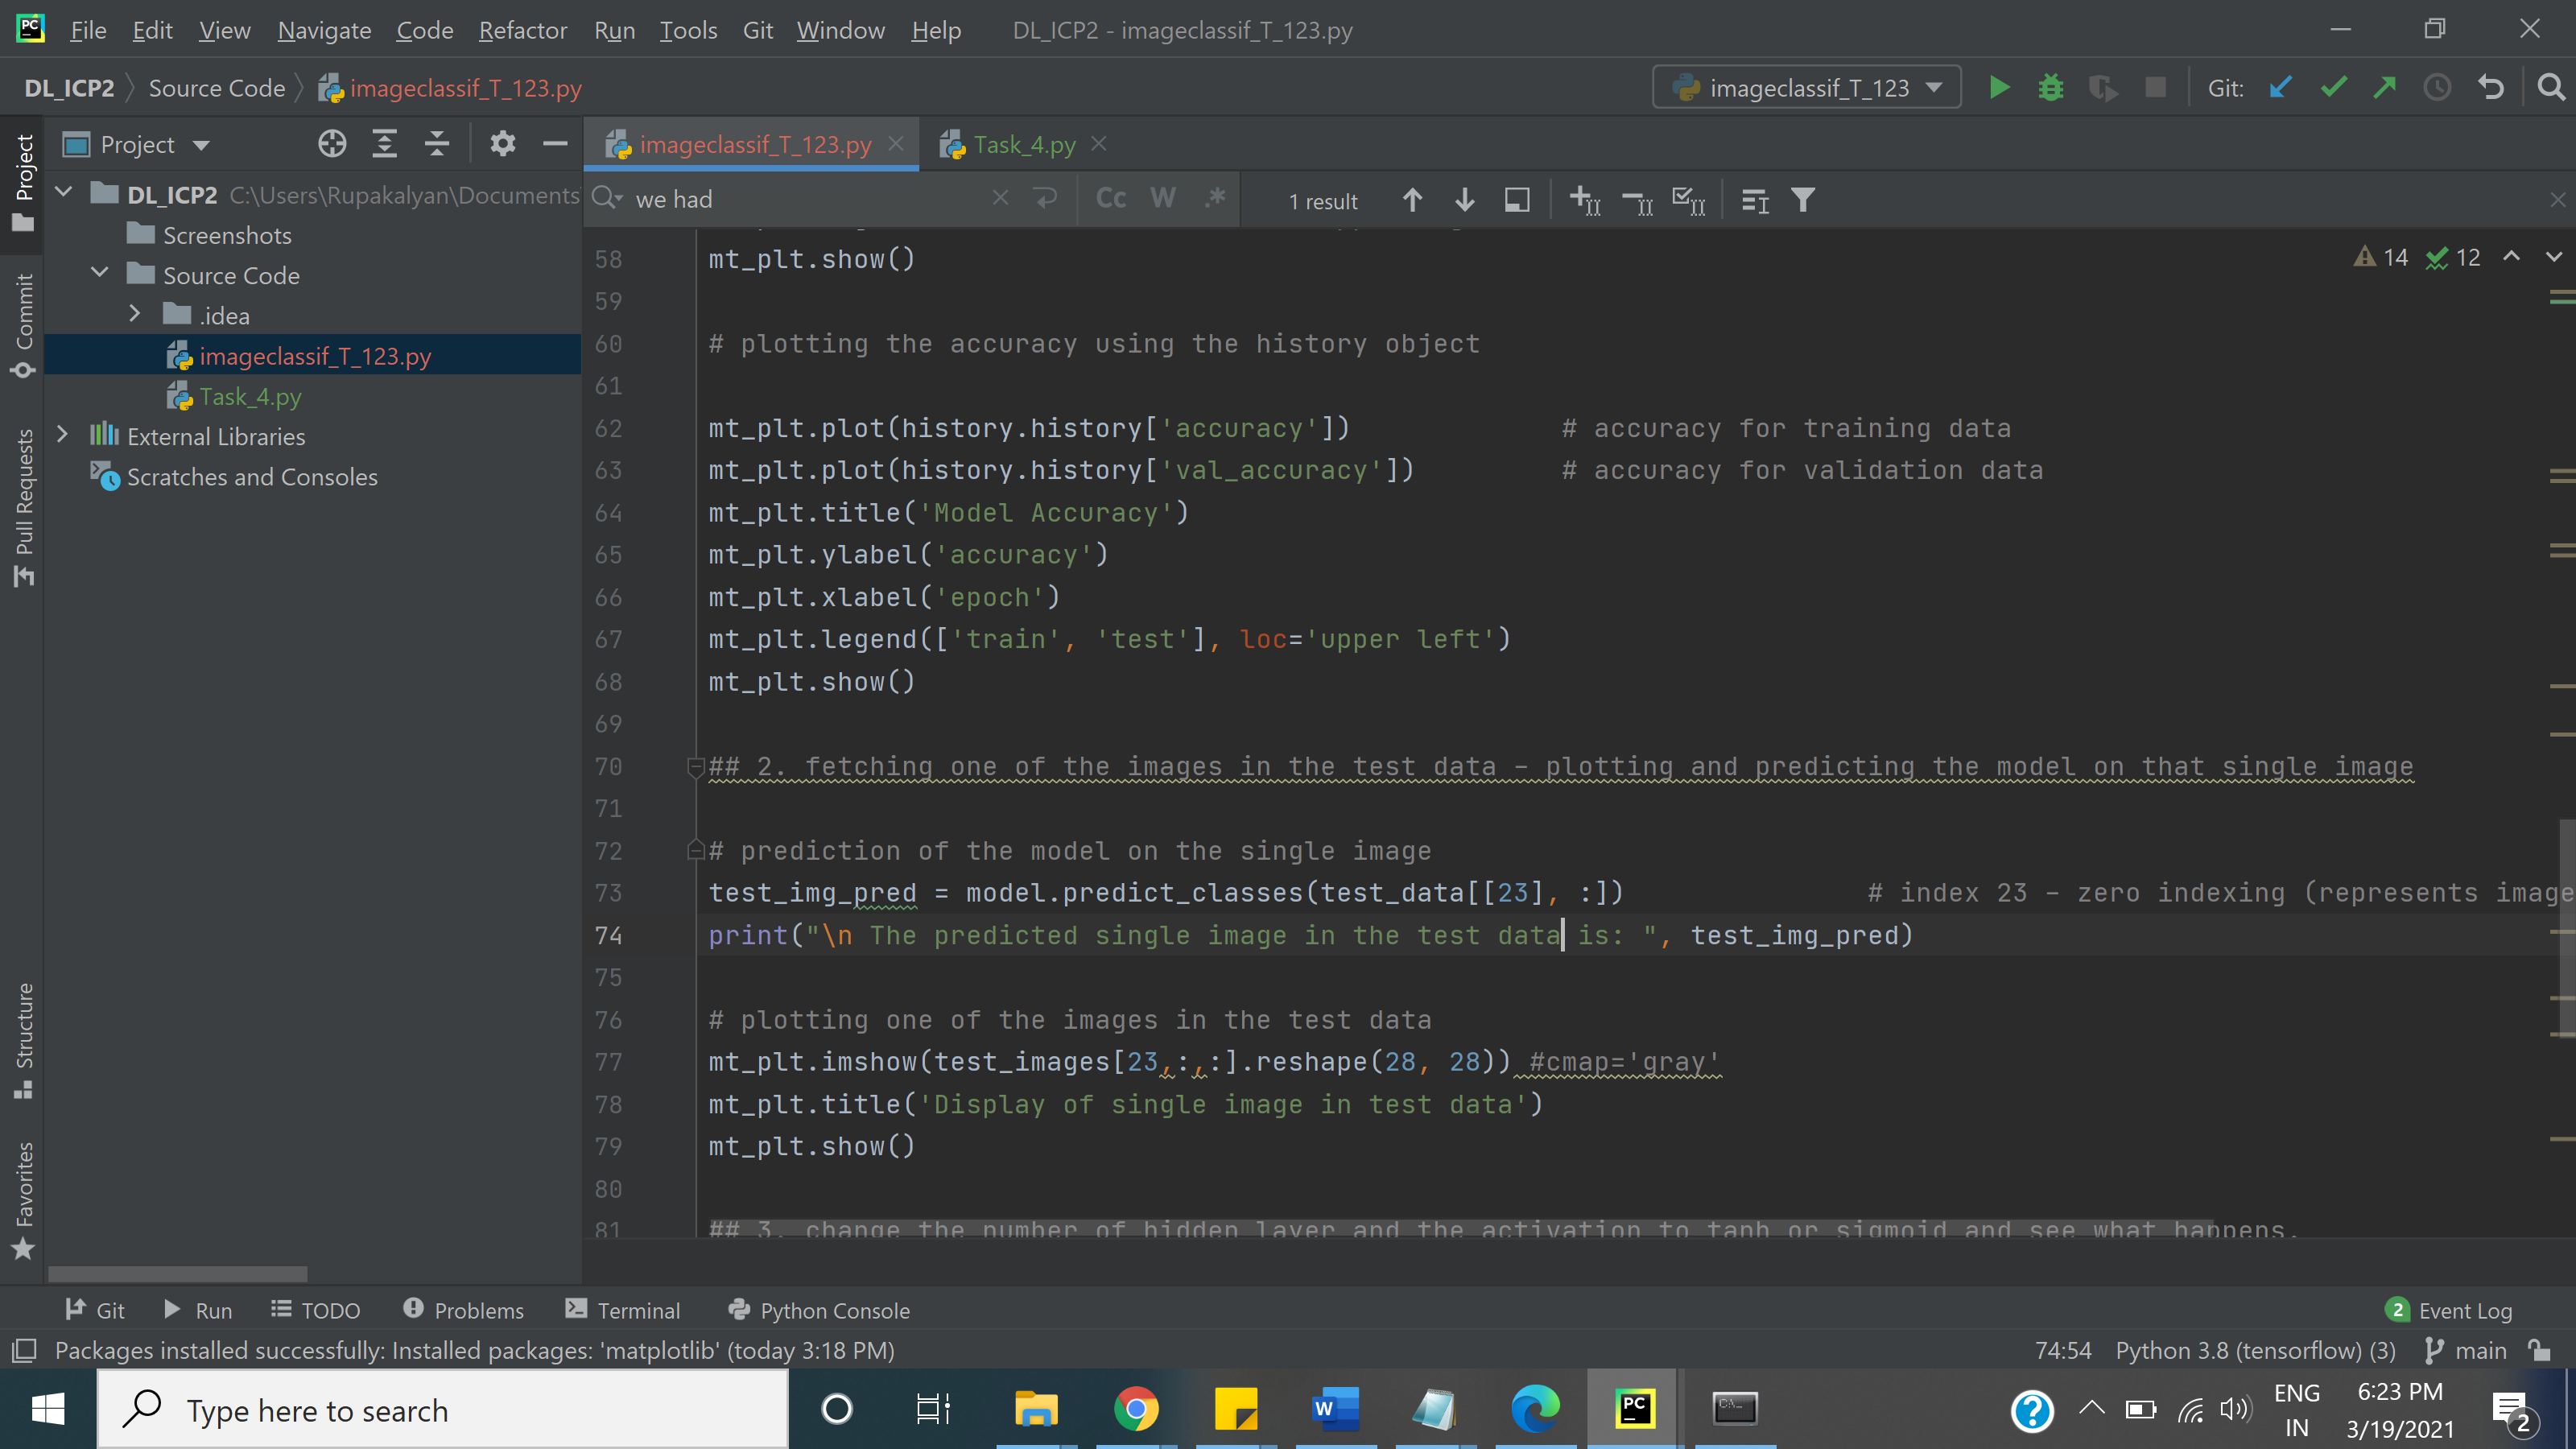 PC File Edit View Navigate Code Refactor Run Tools Git Window Help DL_ICP2 - imageclassif_T_123.py
DL_ICP2 Source Code imageclassif_T_123.py imageclassif_T_123 Git:
Project imageclassif_T_123.py Task_4.py
Project
Commit
Pull Requests
Structure
Favorites
DL_ICP2 C:\Users\Rupakalyan\Documents
Screenshots
Source Code
.idea
imageclassif_T_123.py
Task_4.py
External Libraries
Scratches and Consoles
we had Cc W .* 1 result
14 12
58 mt_plt.show()
59
60 # plotting the accuracy using the history object
61
62 mt_plt.plot(history.history['accuracy']) # accuracy for training data
63 mt_plt.plot(history.history['val_accuracy']) # accuracy for validation data
64 mt_plt.title('Model Accuracy')
65 mt_plt.ylabel('accuracy')
66 mt_plt.xlabel('epoch')
67 mt_plt.legend(['train', 'test'], loc='upper left')
68 mt_plt.show()
69
70 ## 2. fetching one of the images in the test data - plotting and predicting the model on that single image
71
72 # prediction of the model on the single image
73 test_img_pred = model.predict_classes(test_data[[23], :]) # index 23 - zero indexing (represents image
74 print("\n The predicted single image in the test data is: ", test_img_pred)
75
76 # plotting one of the images in the test data
77 mt_plt.imshow(test_images[23,:,:].reshape(28, 28)) #cmap='gray'
78 mt_plt.title('Display of single image in test data')
79 mt_plt.show()
80
81 ## 3. change the number of hidden layer and the activation to tanh or sigmoid and see what happens.
Git Run TODO Problems Terminal Python Console 2 Event Log
Packages installed successfully: Installed packages: 'matplotlib' (today 3:18 PM) 74:54 Python 3.8 (tensorflow) (3) main
Type here to search W PC ENG 6:23 PM
IN 3/19/2021 2